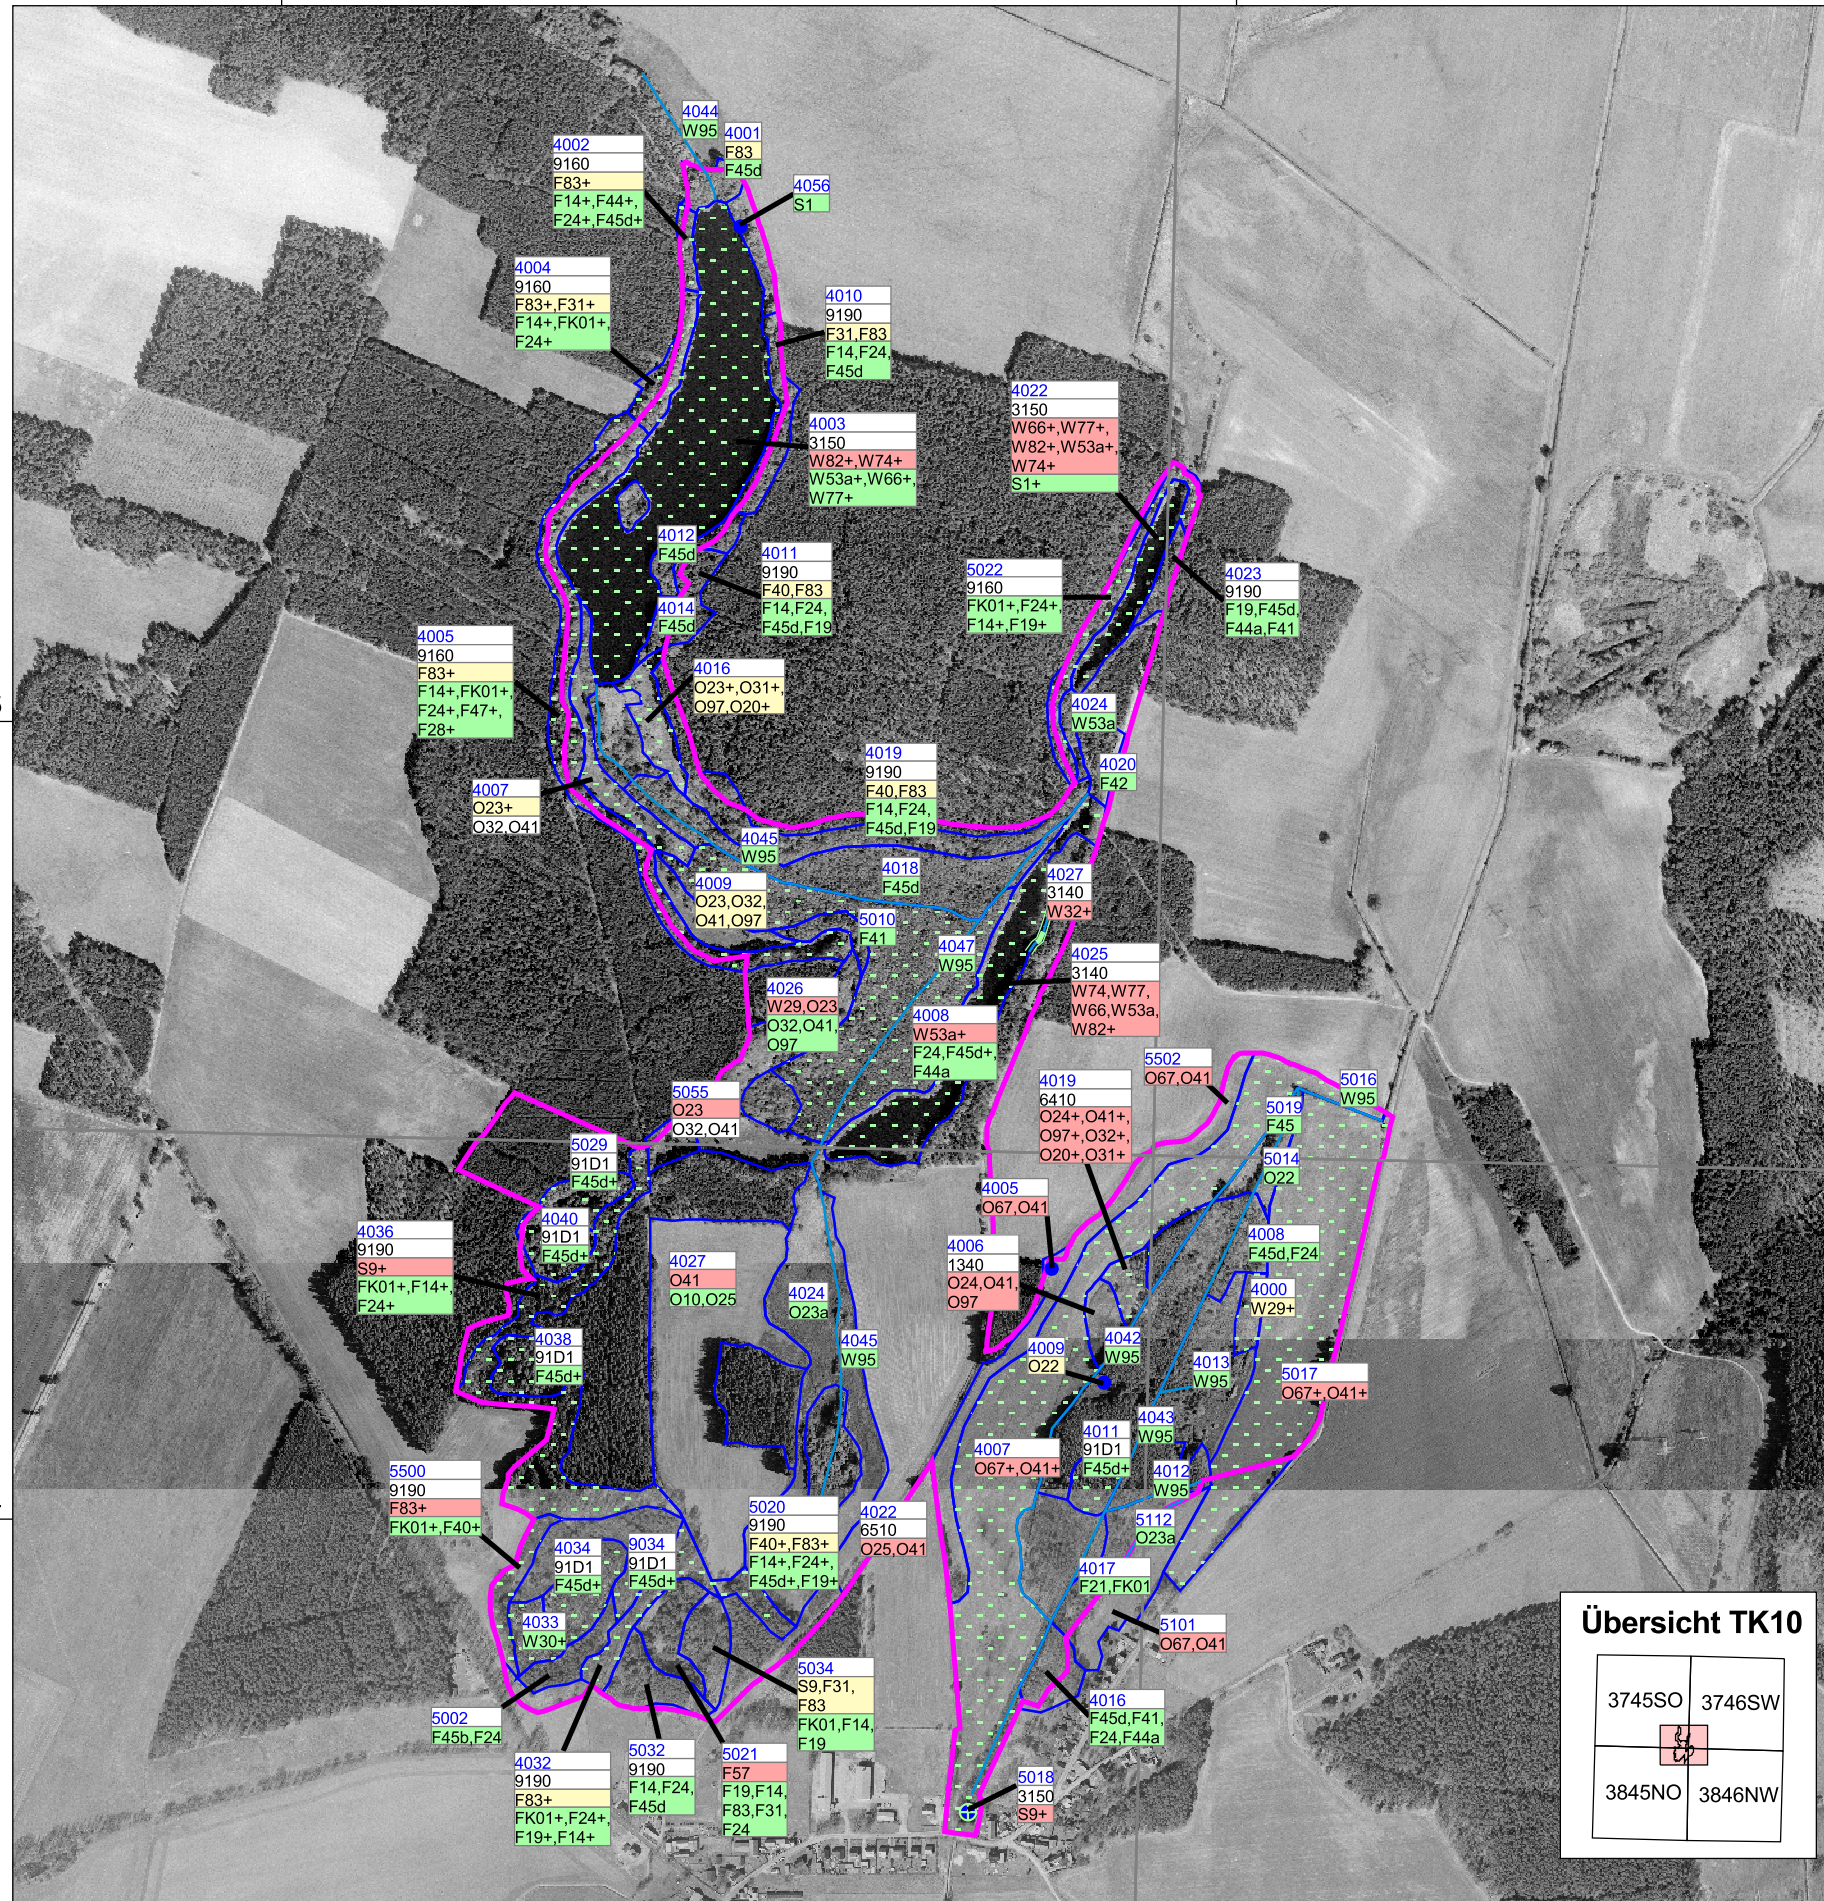 4044
W95
4001
F83
F45d
4002
9160
F83+
F14+,F44+,
F24+,F45d+
4056
S1
4004
9160
F83+,F31+
F14+,FK01+,
F24+
4010
9190
F31,F83
F14,F24,
F45d
4022
3150
W66+,W77+,
W82+,W53a+,
W74+
S1+
4003
3150
W82+,W74+
W53a+,W66+,
W77+
4012
F45d
4011
9190
F40,F83
F14,F24,
F45d,F19
5022
9160
FK01+,F24+,
F14+,F19+
4023
9190
F19,F45d,
F44a,F41
4014
F45d
4005
9160
F83+
F14+,FK01+,
F24+,F47+,
F28+
4016
O23+,O31+,
O97,O20+
4024
W53a
4019
9190
F40,F83
F14,F24,
F45d,F19
4020
F42
4007
O23+
O32,O41
4045
W95
4018
F45d
4009
O23,O32,
O41,O97
4027
3140
W32+
5010
F41
4047
W95
4025
3140
W74,W77,
W66,W53a,
W82+
4026
W29,O23
O32,O41,
O97
4008
W53a+
F24,F45d+,
F44a
5502
O67,O41
4019
6410
O24+,O41+,
O97+,O32+,
O20+,O31+
5016
W95
5055
O23
O32,O41
5019
F45
5029
91D1
F45d+
5014
O22
4005
O67,O41
4040
91D1
F45d+
4036
9190
S9+
FK01+,F14+,
F24+
4006
1340
O24,O41,
O97
4008
F45d,F24
4027
O41
O10,O25
4024
O23a
4000
W29+
4038
91D1
F45d+
4045
W95
4009
O22
4042
W95
4013
W95
5017
O67+,O41+
4043
W95
4011
91D1
F45d+
4007
O67+,O41+
4012
W95
5500
9190
F83+
FK01+,F40+
5020
9190
F40+,F83+
F14+,F24+,
F45d+,F19+
4022
6510
O25,O41
5112
O23a
4034
91D1
F45d+
9034
91D1
F45d+
4017
F21,FK01
4033
W30+
5101
O67,O41
5034
S9,F31,
F83
FK01,F14,
F19
4016
F45d,F41,
F24,F44a
5002
F45b,F24
4032
9190
F83+
FK01+,F24+,
F19+,F14+
5032
9190
F14,F24,
F45d
5021
F57
F19,F14,
F83,F31,
F24
5018
3150
S9+
Übersicht TK10
3745SO
3746SW
3845NO
3846NW